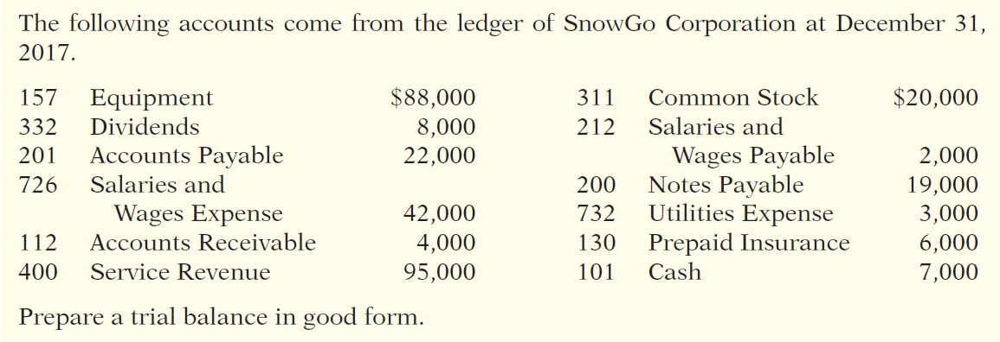 The following accounts come from the ledger of SnowGo Corporation at December 31,
2017.
157 Equipment $88,000 311 Common Stock $20,000
332 Dividends 8,000 212 Salaries and
201 Accounts Payable 22,000 Wages Payable 2,000
726 Salaries and 200 Notes Payable 19,000
Wages Expense 42,000 732 Utilities Expense 3,000
112 Accounts Receivable 4,000 130 Prepaid Insurance 6,000
400 Service Revenue 95,000 101 Cash 7,000
Prepare a trial balance in good form.